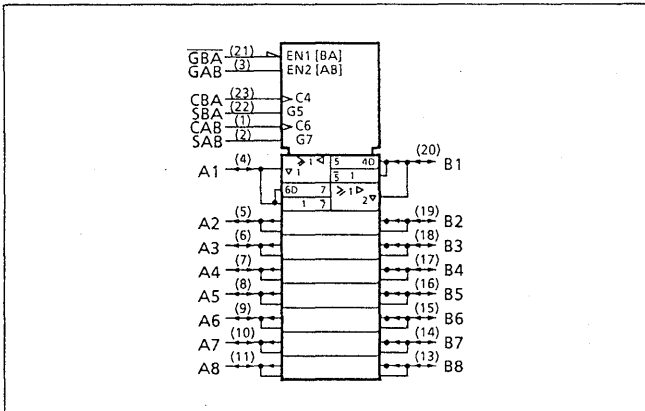 G̅B̅A̅ (21) EN1 [BA]
GAB (3) EN2 [AB]
CBA (23) C4
SBA (22) G5
CAB (1) C6
SAB (2) G7
A1 (4) ≥1 ◁ 5 4D (20) B1
▽1 5̅ 1
6D 7 ≥1 ▷
1 7̅ 2▽
A2 (5) (19) B2
A3 (6) (18) B3
A4 (7) (17) B4
A5 (8) (16) B5
A6 (9) (15) B6
A7 (10) (14) B7
A8 (11) (13) B8